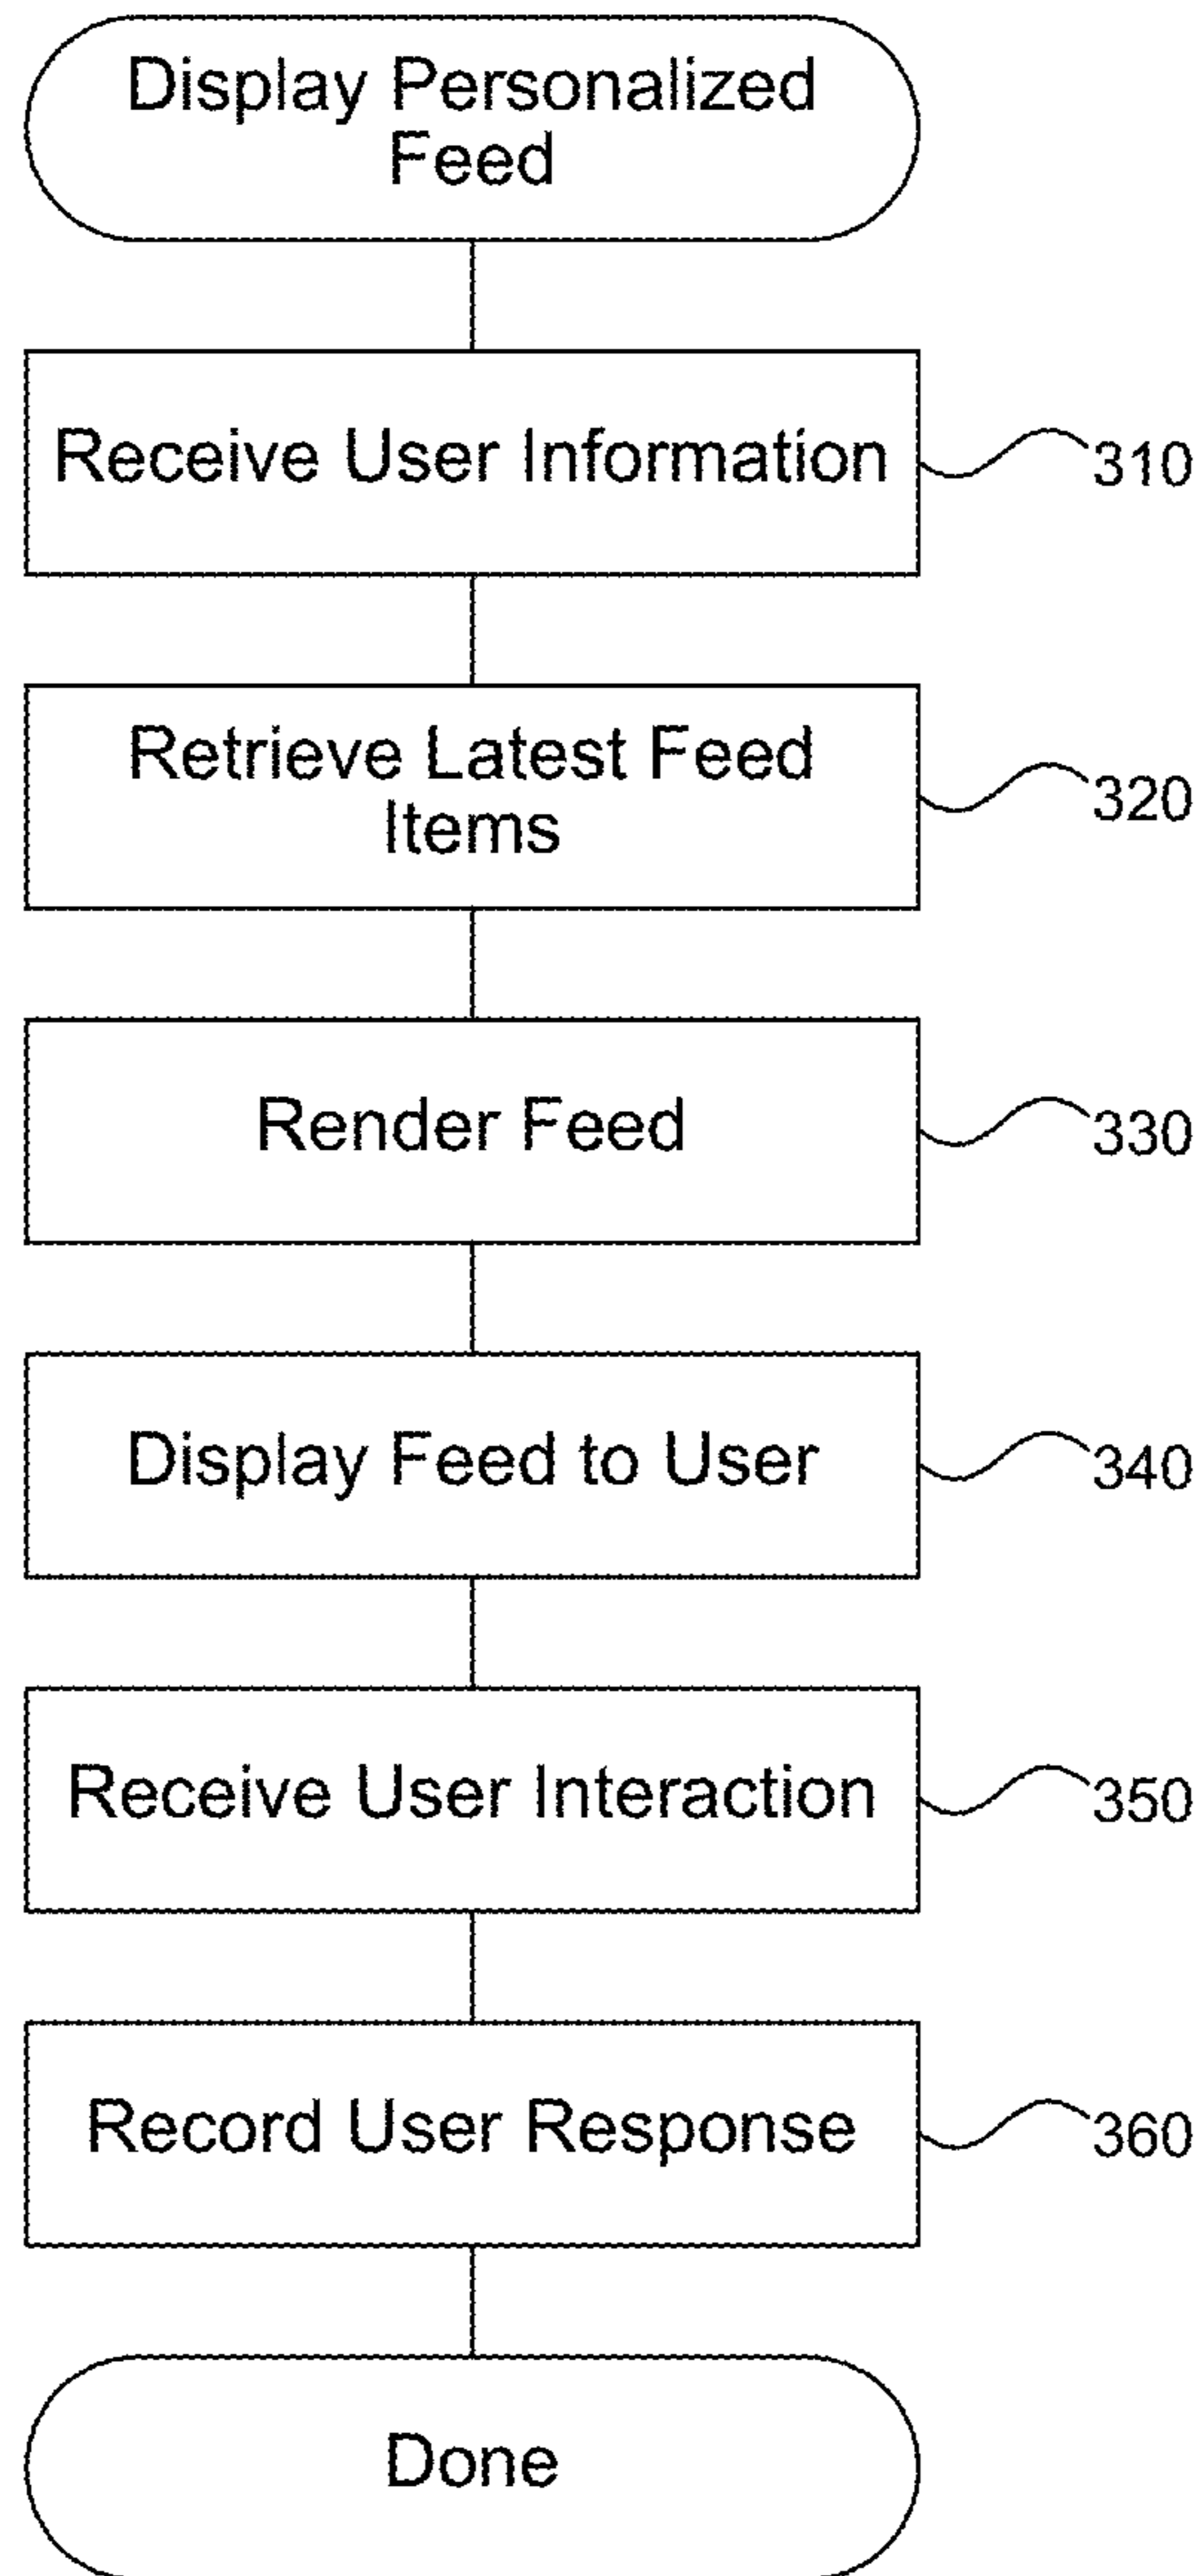 Display Personalized
Feed
Receive User Information
310
Retrieve Latest Feed
Items
320
Render Feed
330
Display Feed to User
340
Receive User Interaction
350
Record User Response
360
Done